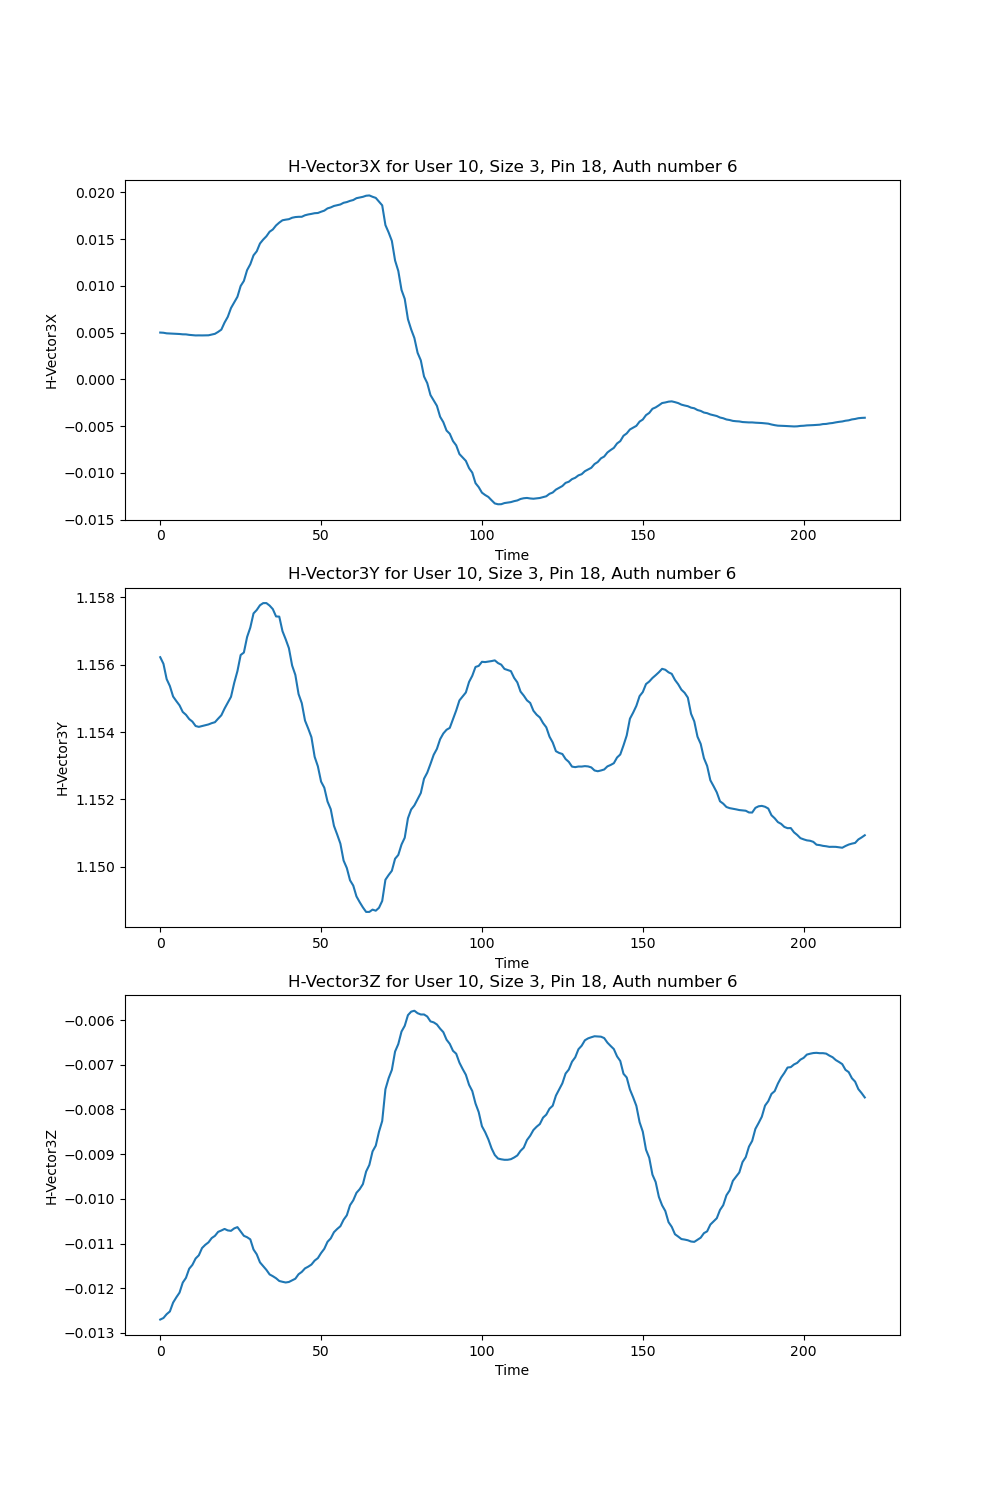 H-Vector3X for User 10, Size 3, Pin 18, Auth number 6
0.020
0.015
0.010
0.005
0.000
−0.005
−0.010
−0.015
H-Vector3X
0 50 100 150 200
Time
H-Vector3Y for User 10, Size 3, Pin 18, Auth number 6
1.158
1.156
1.154
1.152
1.150
H-Vector3Y
0 50 100 150 200
Time
H-Vector3Z for User 10, Size 3, Pin 18, Auth number 6
−0.006
−0.007
−0.008
−0.009
−0.010
−0.011
−0.012
−0.013
H-Vector3Z
0 50 100 150 200
Time